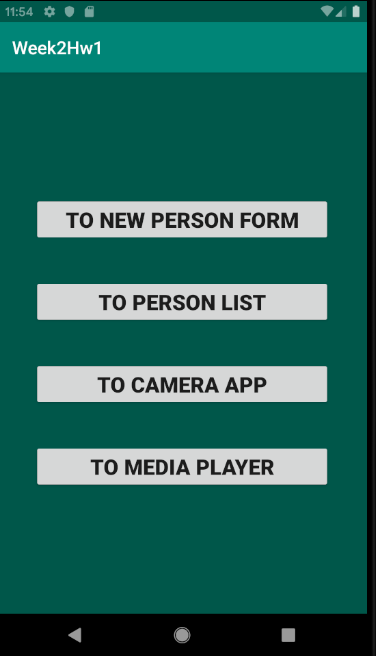 11:54
Week2Hw1
TO NEW PERSON FORM
TO PERSON LIST
TO CAMERA APP
TO MEDIA PLAYER